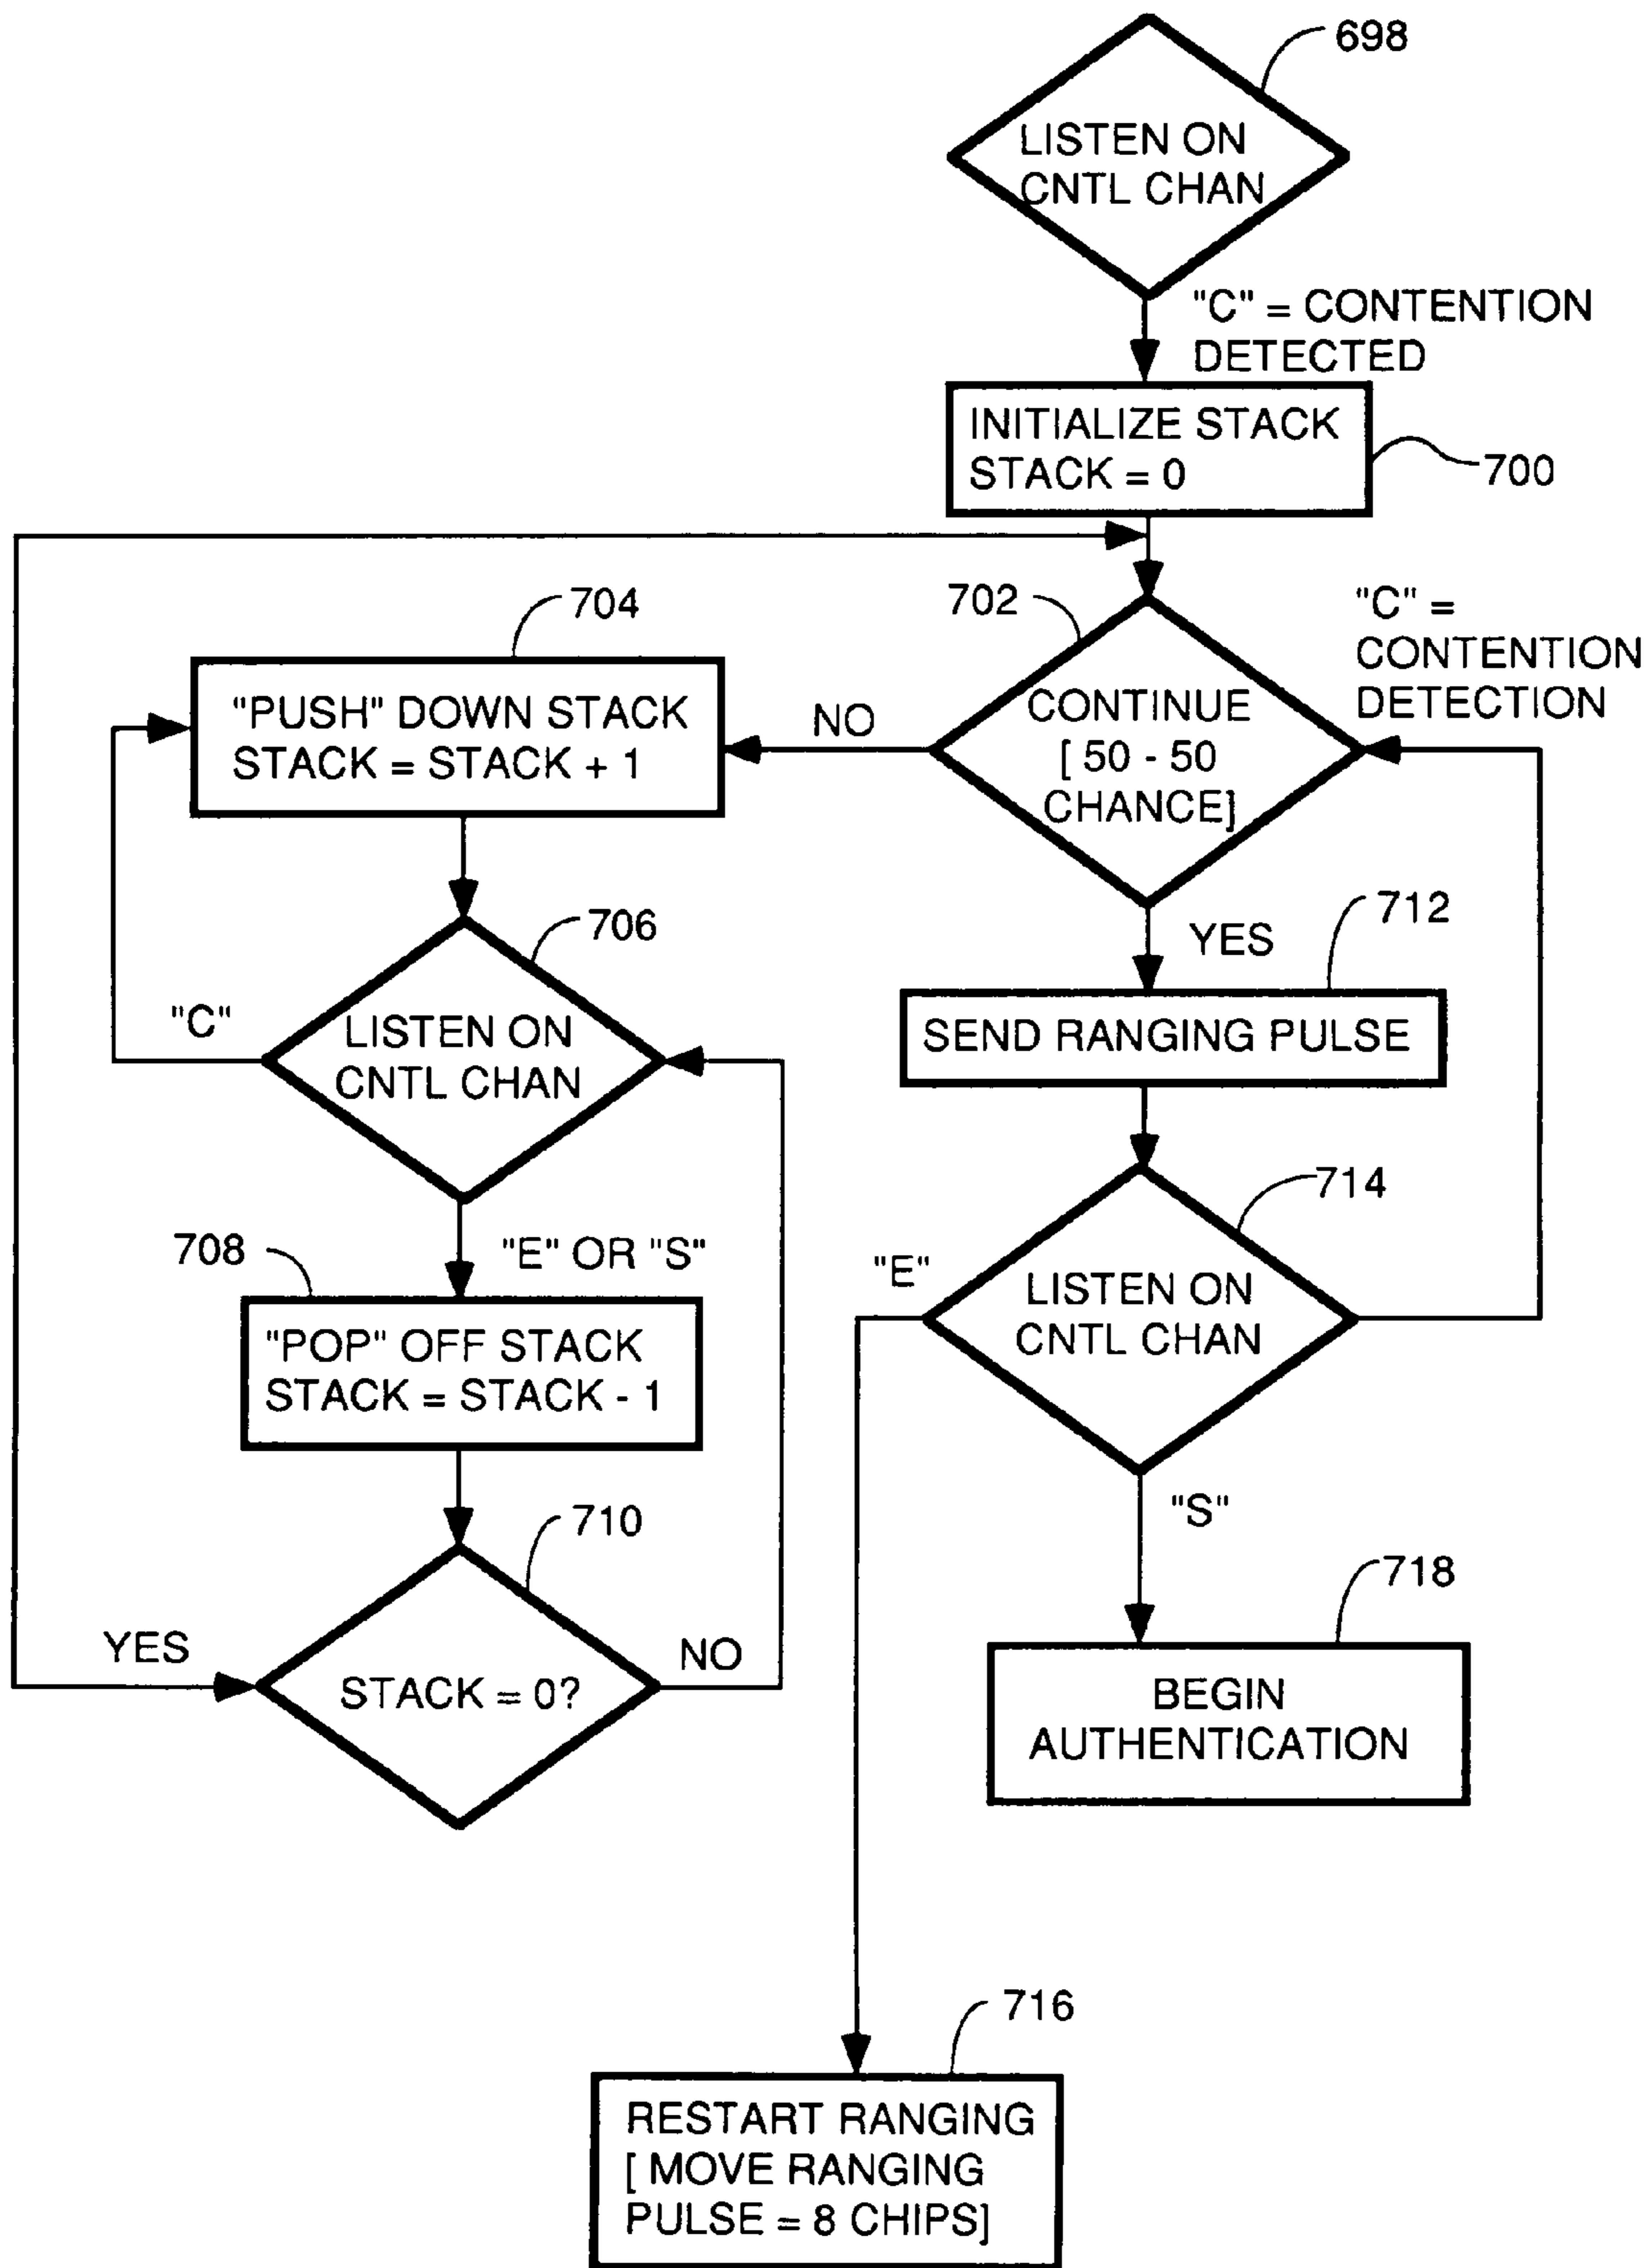 698
LISTEN ON
CNTL CHAN
"C" = CONTENTION
DETECTED
INITIALIZE STACK
STACK = 0
700
704
702
"C" =
CONTENTION
DETECTION
"PUSH" DOWN STACK
STACK = STACK + 1
NO
CONTINUE
[ 50 - 50
CHANCE]
706
712
YES
"C"
LISTEN ON
CNTL CHAN
SEND RANGING PULSE
714
708
"E" OR "S"
"E"
LISTEN ON
CNTL CHAN
"POP" OFF STACK
STACK = STACK - 1
"S"
710
718
YES
NO
STACK = 0?
BEGIN
AUTHENTICATION
716
RESTART RANGING
[ MOVE RANGING
PULSE = 8 CHIPS]